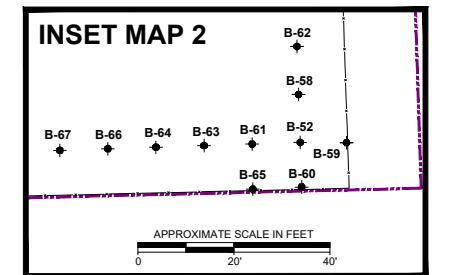 INSET MAP 2
B-62
B-58
B-67 B-66 B-64 B-63 B-61 B-52
B-59
B-65 B-60
APPROXIMATE SCALE IN FEET
0 20' 40'